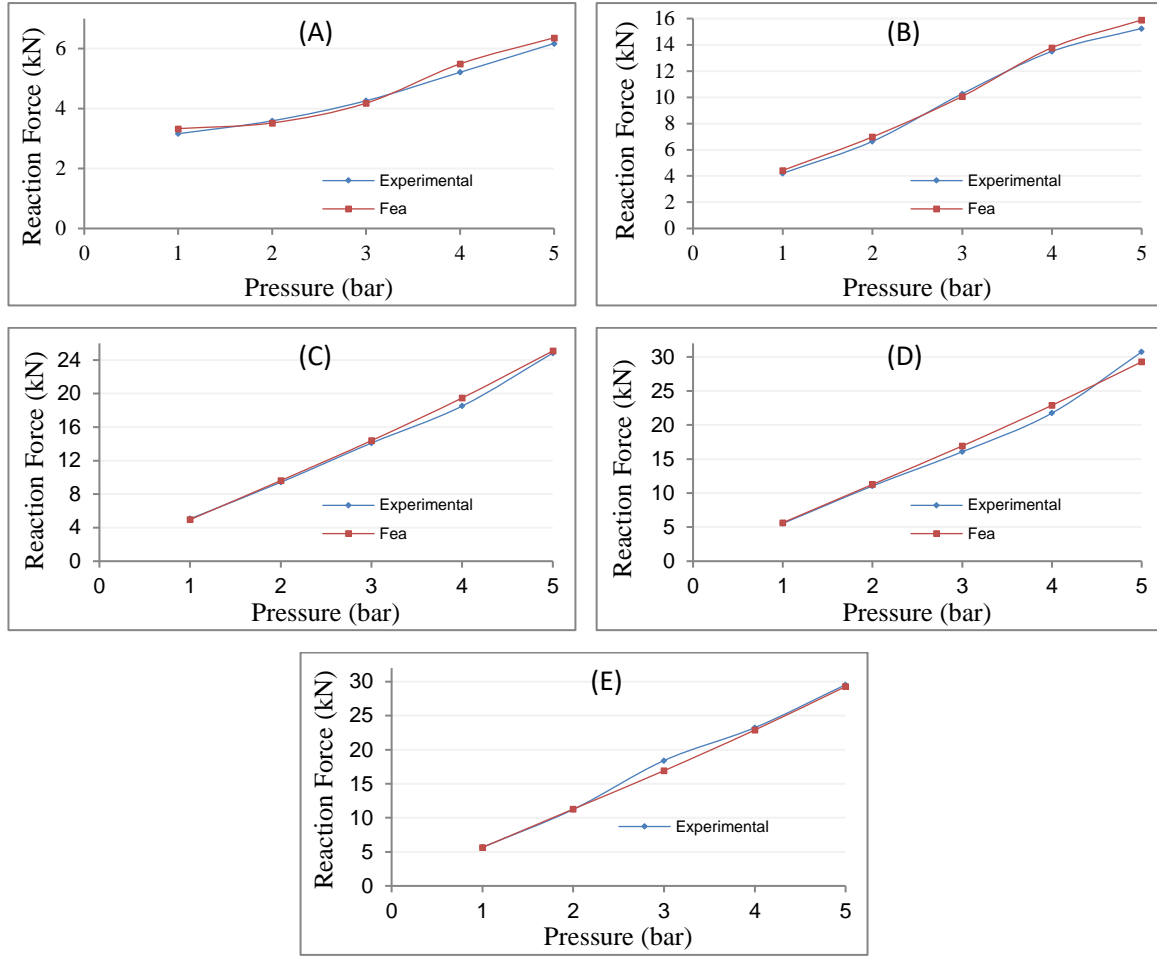 (A)
Reaction Force (kN)
6
4
2
0
Experimental
Fea
0 1 2 3 4 5
Pressure (bar)
(B)
Reaction Force (kN)
16
14
12
10
8
6
4
2
0
Experimental
Fea
0 1 2 3 4 5
Pressure (bar)
(C)
Reaction Force (kN)
24
20
16
12
8
4
0
Experimental
Fea
0 1 2 3 4 5
Pressure (bar)
(D)
Reaction Force (kN)
30
25
20
15
10
5
0
Experimental
Fea
0 1 2 3 4 5
Pressure (bar)
(E)
Reaction Force (kN)
30
25
20
15
10
5
0
Experimental
0 1 2 3 4 5
Pressure (bar)